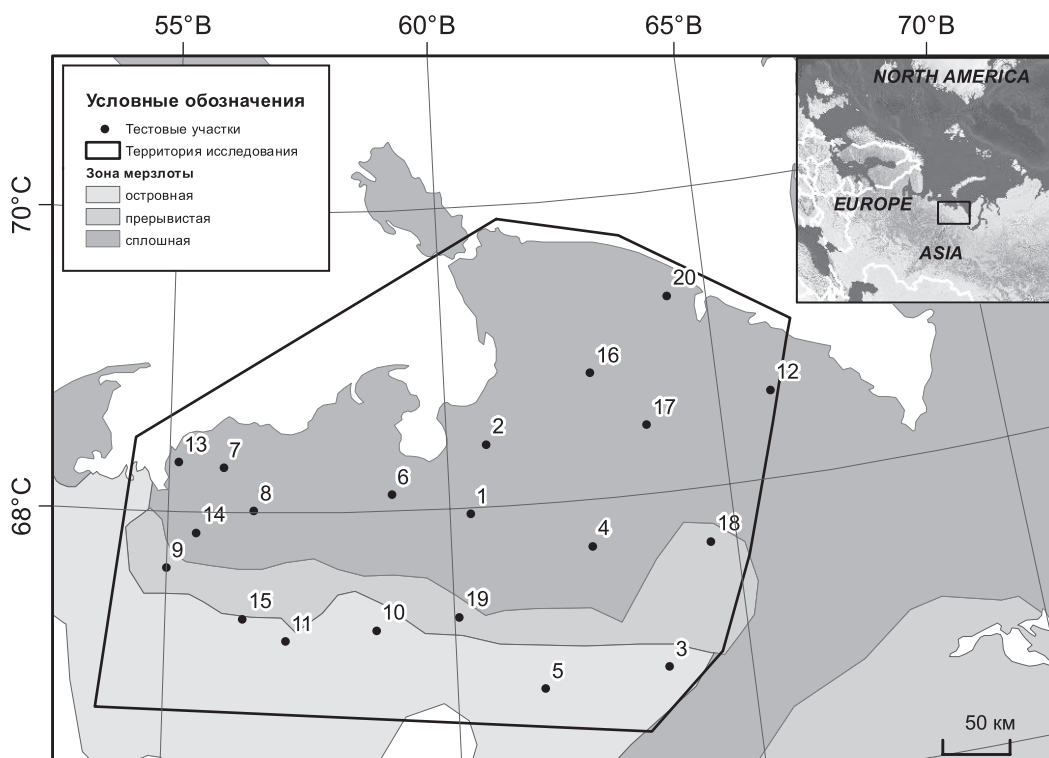 55°В 60°В 65°В 70°В
70°С
68°С
Условные обозначения
Тестовые участки
Территория исследования
Зона мерзлоты
островная
прерывистая
сплошная
NORTH AMERICA
EUROPE
ASIA
20
16
12
17
2
13
7
6
8
1
14
4
18
9
15
19
10
11
3
5
50 км